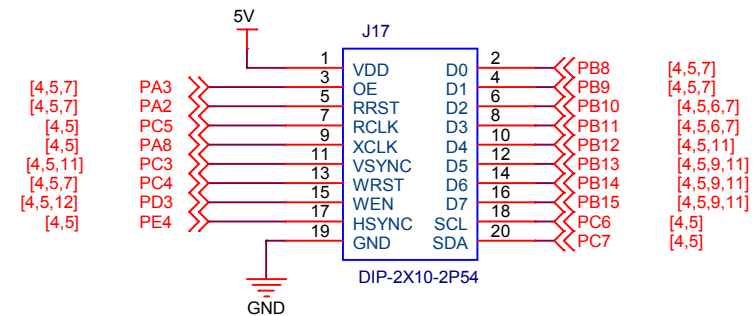 5V
J17
1 VDD D0 2 PB8 [4,5,7]
[4,5,7] PA3 3 OE D1 4 PB9 [4,5,7]
[4,5,7] PA2 5 RRST D2 6 PB10 [4,5,6,7]
[4,5] PC5 7 RCLK D3 8 PB11 [4,5,6,7]
[4,5] PA8 9 XCLK D4 10 PB12 [4,5,11]
[4,5,11] PC3 11 VSYNC D5 12 PB13 [4,5,9,11]
[4,5,7] PC4 13 WRST D6 14 PB14 [4,5,9,11]
[4,5,12] PD3 15 WEN D7 16 PB15 [4,5,9,11]
[4,5] PE4 17 HSYNC SCL 18 PC6 [4,5]
19 GND SDA 20 PC7 [4,5]
DIP-2X10-2P54
GND